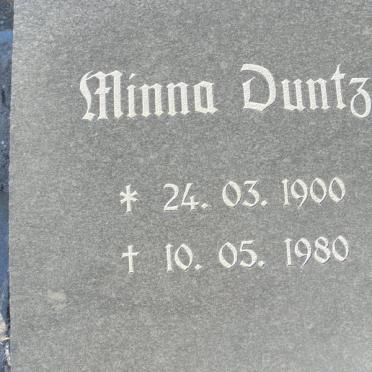 Minna Duntz
* 24. 03. 1900
† 10. 05. 1980